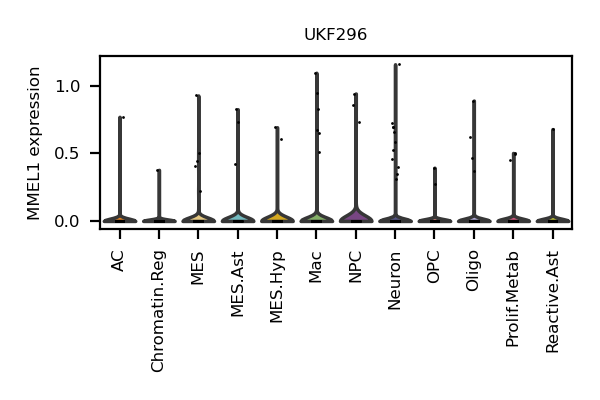 UKF296
MMEL1 expression
1.0
0.5
0.0
AC
Chromatin.Reg
MES
MES.Ast
MES.Hyp
Mac
NPC
Neuron
OPC
Oligo
Prolif.Metab
Reactive.Ast